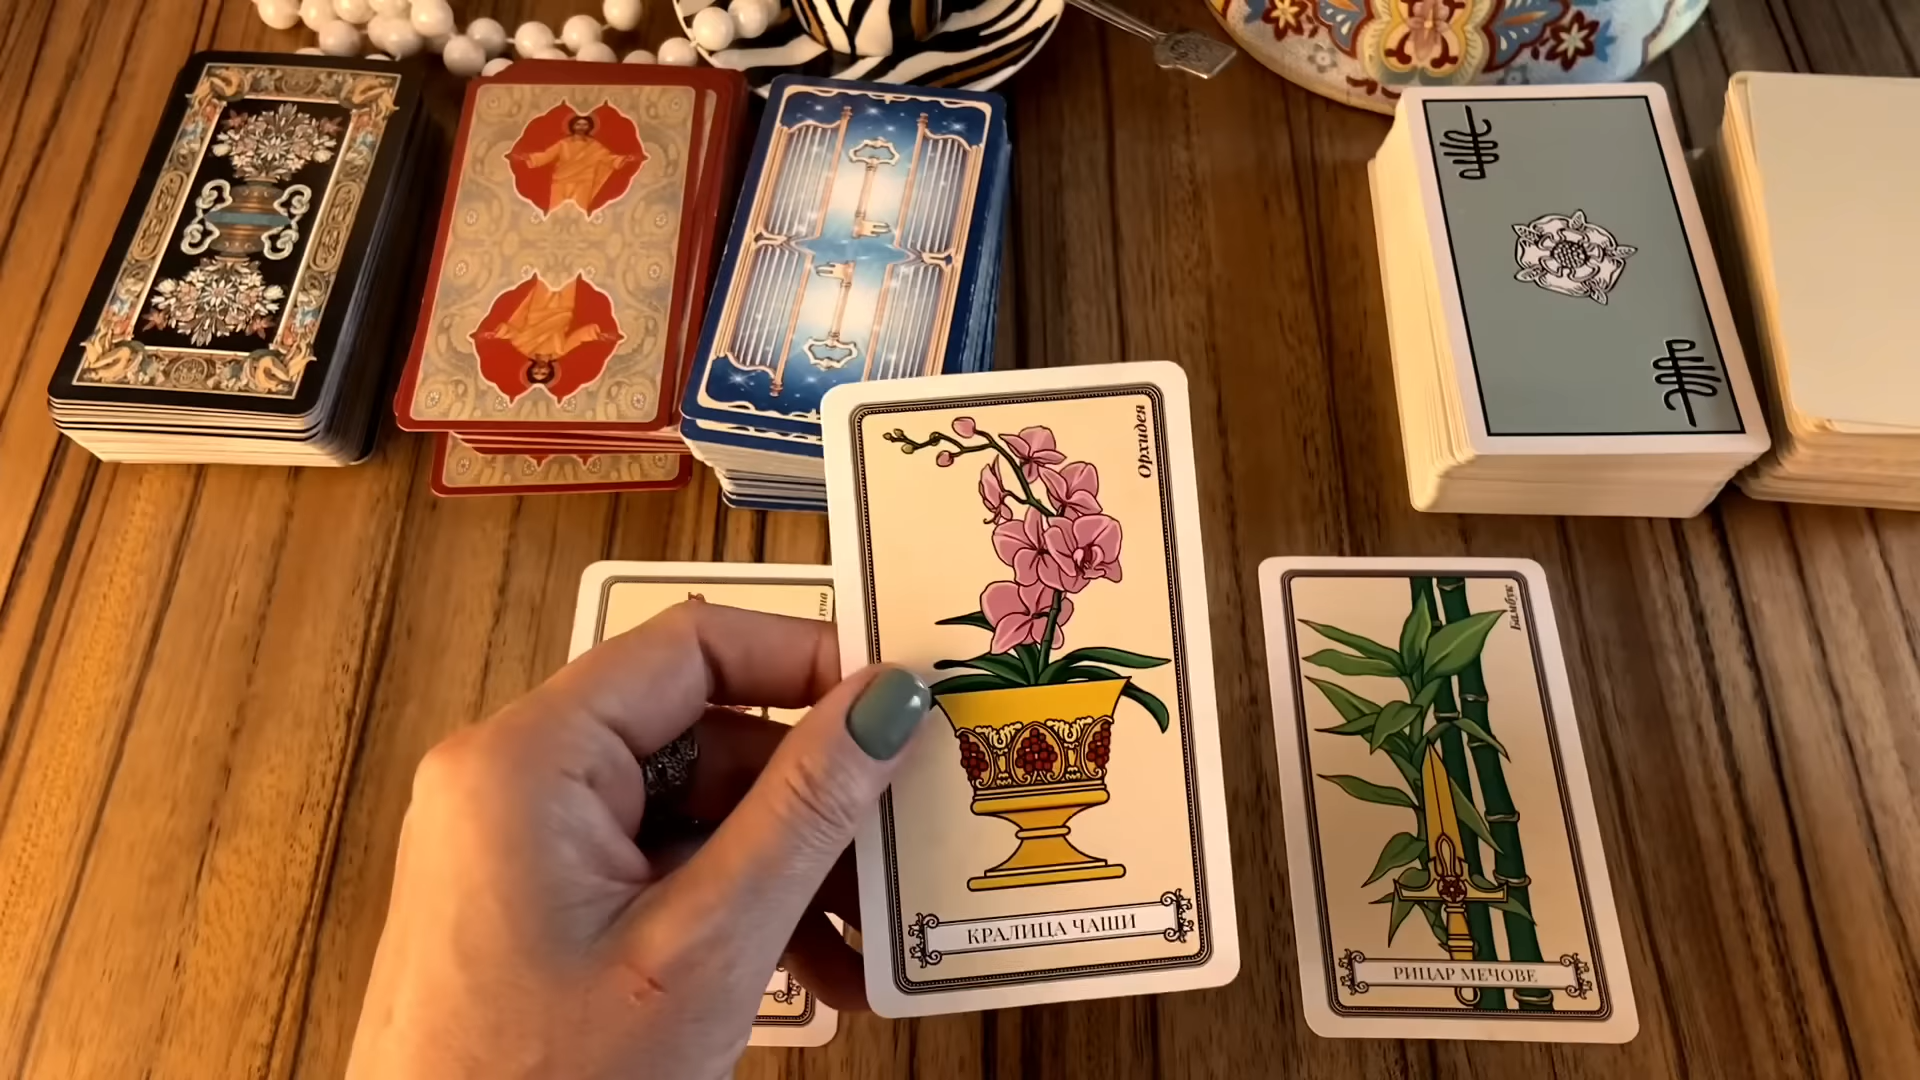 Орхидея
КРАЛИЦА ЧАШИ
Бамбук
РИЦАР МЕЧОВЕ